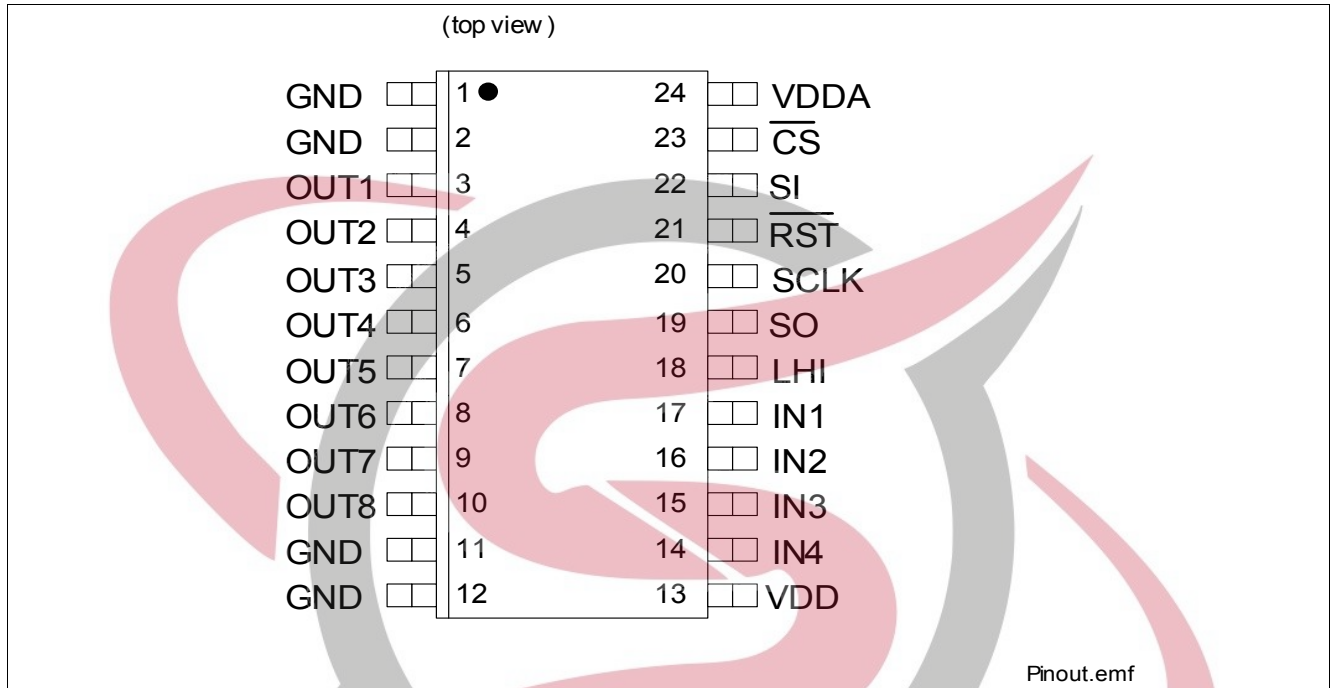 (top view)
GND 1 24 VDDA
GND 2 23 CS
OUT1 3 22 SI
OUT2 4 21 RST
OUT3 5 20 SCLK
OUT4 6 19 SO
OUT5 7 18 LHI
OUT6 8 17 IN1
OUT7 9 16 IN2
OUT8 10 15 IN3
GND 11 14 IN4
GND 12 13 VDD
Pinout.emf